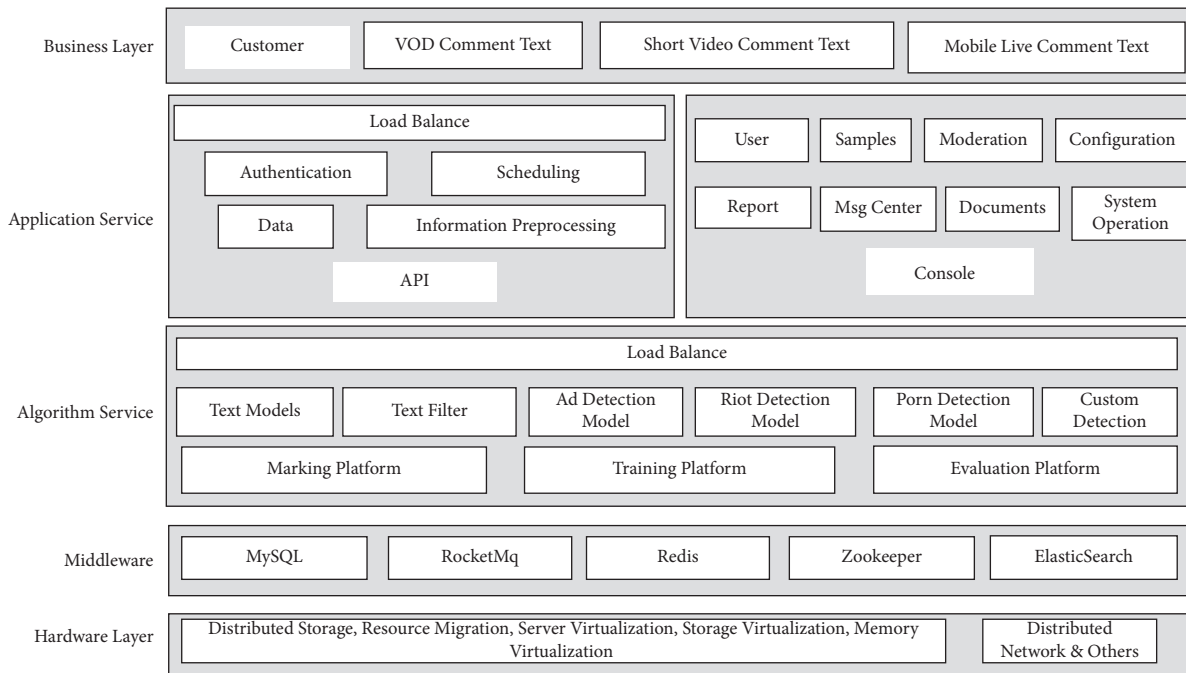 Business Layer
Customer
VOD Comment Text
Short Video Comment Text
Mobile Live Comment Text
Application Service
Load Balance
Authentication
Scheduling
Data
Information Preprocessing
API
User
Samples
Moderation
Configuration
Report
Msg Center
Documents
System
Operation
Console
Algorithm Service
Load Balance
Text Models
Text Filter
Ad Detection
Model
Riot Detection
Model
Porn Detection
Model
Custom
Detection
Marking Platform
Training Platform
Evaluation Platform
Middleware
MySQL
RocketMq
Redis
Zookeeper
ElasticSearch
Hardware Layer
Distributed Storage, Resource Migration, Server Virtualization, Storage Virtualization, Memory
Virtualization
Distributed
Network & Others